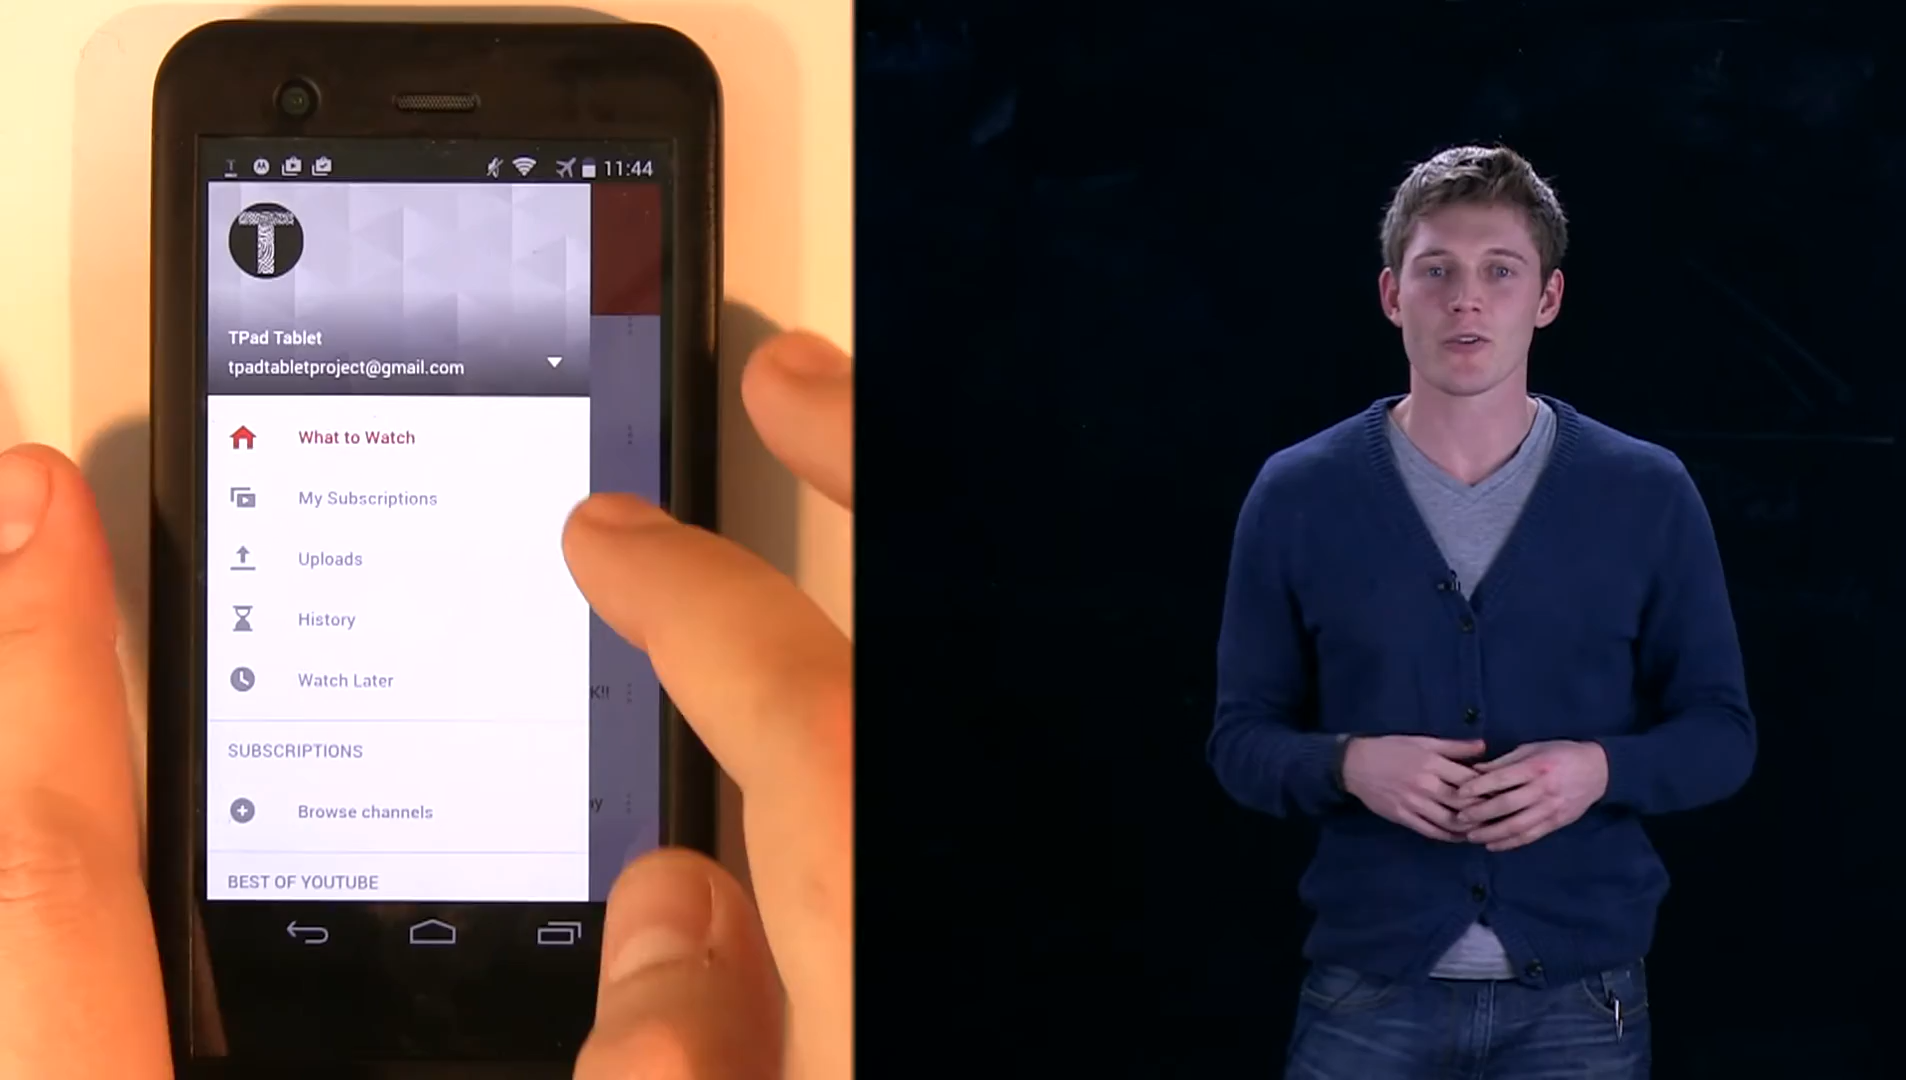 11:44
T
TPad Tablet
tpadtabletproject@gmail.com
What to Watch
My Subscriptions
Uploads
History
Watch Later
SUBSCRIPTIONS
Browse channels
BEST OF YOUTUBE
K!!
ay